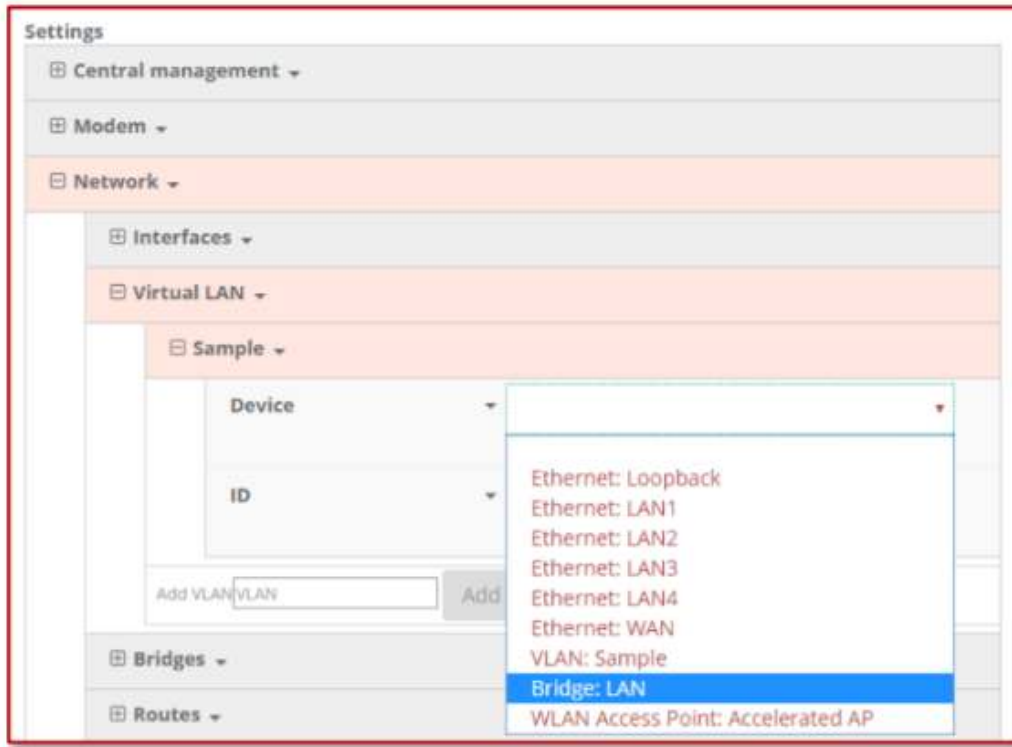 Settings
Central management
Modem
Network
Interfaces
Virtual LAN
Sample
Device
Ethernet: Loopback
Ethernet: LAN1
Ethernet: LAN2
Ethernet: LAN3
Ethernet: LAN4
Ethernet: WAN
VLAN: Sample
Bridge: LAN
WLAN Access Point: Accelerated AP
ID
Add VLAN VLAN Add
Bridges
Routes